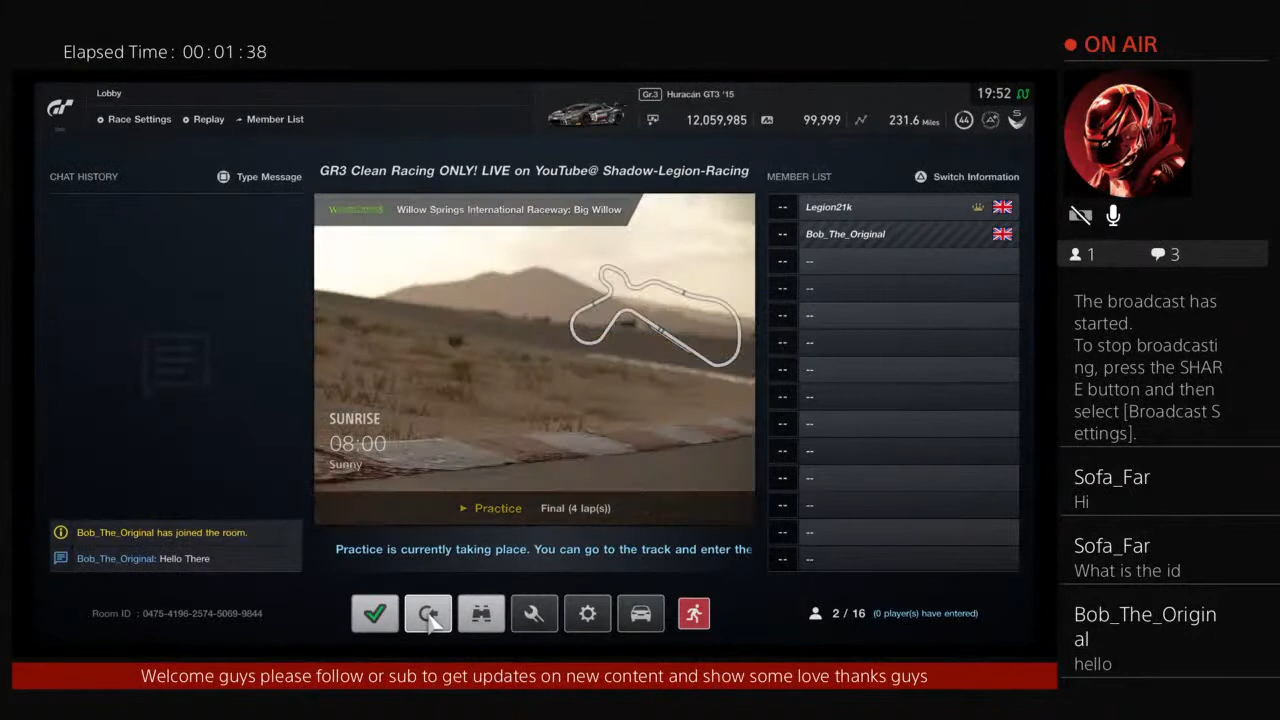 Elapsed Time: 00:01:38
ON AIR
Lobby
Gr.3 Huracán GT3 '15
19:52
Race Settings Replay Member List
12,059,985 99,999 231.6 Miles 44 S
CHAT HISTORY
Type Message
GR3 Clean Racing ONLY! LIVE on YouTube@ Shadow-Legion-Racing
MEMBER LIST
Switch Information
Willow Springs International Raceway: Big Willow
-- Legion21k
-- Bob_The_Original
-- --
-- --
-- --
-- --
-- --
-- --
-- --
-- --
-- --
-- --
-- --
-- --
SUNRISE
08:00
Sunny
Practice Final (4 lap(s))
Practice is currently taking place. You can go to the track and enter the
Bob_The_Original has joined the room.
Bob_The_Original: Hello There
Room ID : 0475-4196-2574-5069-9844
2 / 16 (0 player(s) have entered)
Welcome guys please follow or sub to get updates on new content and show some love thanks guys
1 3
The broadcast has
started.
To stop broadcasti
ng, press the SHAR
E button and then
select [Broadcast S
ettings].
Sofa_Far
Hi
Sofa_Far
What is the id
Bob_The_Origin
al
hello